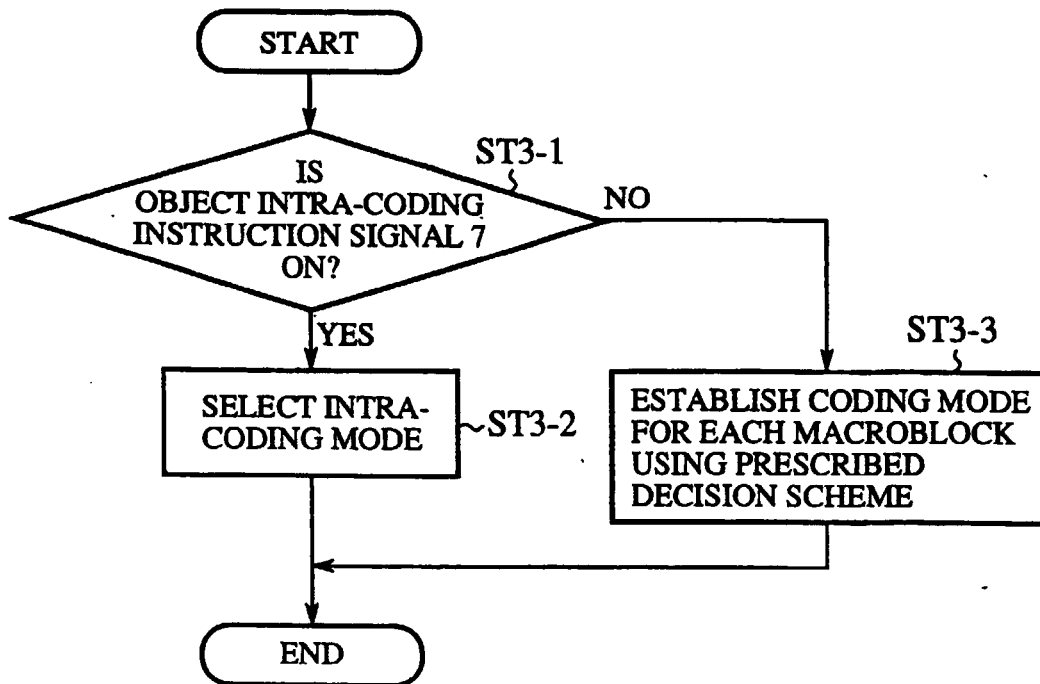 START
ST3-1
IS
OBJECT INTRA-CODING
INSTRUCTION SIGNAL 7
ON?
NO
YES
ST3-3
SELECT INTRA-
CODING MODE
ST3-2
ESTABLISH CODING MODE
FOR EACH MACROBLOCK
USING PRESCRIBED
DECISION SCHEME
END